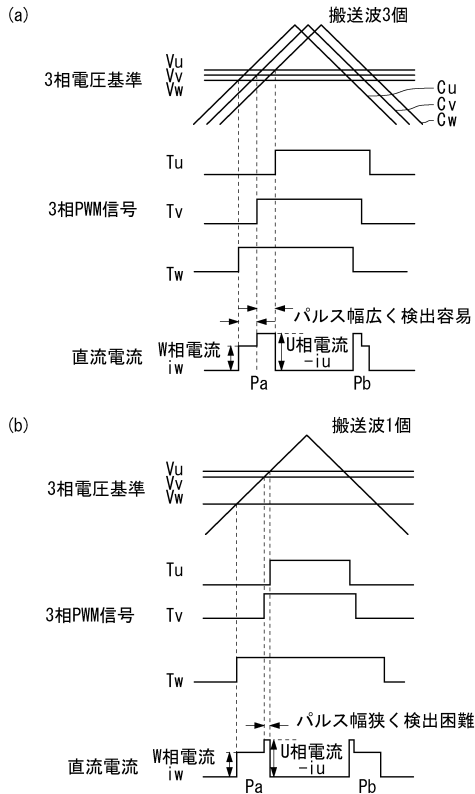 (a)
搬送波3個
Vu
Vv
Vw
3相電圧基準
Cu
Cv
Cw
Tu
3相PWM信号
Tv
Tw
パルス幅広く検出容易
直流電流
W相電流
iw
U相電流
-iu
Pa
Pb
(b)
搬送波1個
Vu
Vv
Vw
3相電圧基準
Tu
3相PWM信号
Tv
Tw
パルス幅狭く検出困難
直流電流
W相電流
iw
U相電流
-iu
Pa
Pb